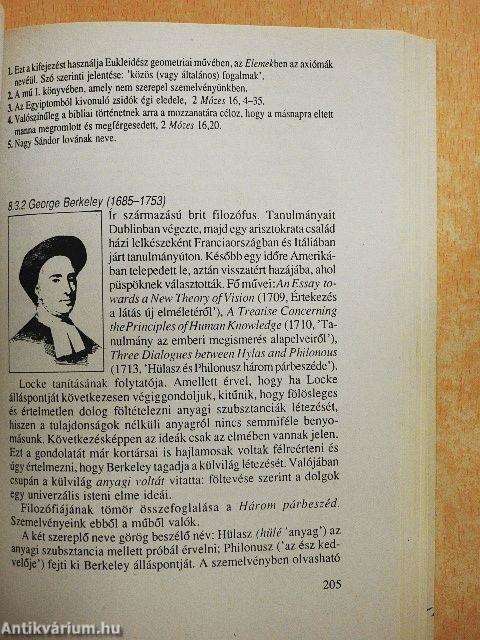 1. Ezt a kifejezést használja Eukleidész geometriai művében, az Elemekben az axiómák
nevéül. Szó szerinti jelentése: 'közös (vagy általános) fogalmak'.
2. A mű I. könyvében, amely nem szerepel szemelvényünkben.
3. Az Egyiptomból kivonuló zsidók égi eledele, 2 Mózes 16, 4–35.
4. Valószínűleg a bibliai történetnek arra a mozzanatára céloz, hogy a másnapra eltett
manna megromlott és megférgesedett, 2 Mózes 16,20.
5. Nagy Sándor lovának neve.
8.3.2 George Berkeley (1685–1753)
Ír származású brit filozófus. Tanulmányait
Dublinban végezte, majd egy arisztokrata család
házi lelkészeként Franciaországban és Itáliában
járt tanulmányúton. Később egy időre Ameriká-
ban telepedett le, aztán visszatért hazájába, ahol
püspöknek választották. Fő művei: An Essay to-
wards a New Theory of Vision (1709, Értekezés
a látás új elméletéről'), A Treatise Concerning
the Principles of Human Knowledge (1710, 'Ta-
nulmány az emberi megismerés alapelveiről'),
Three Dialogues between Hylas and Philonous
(1713, 'Hülasz és Philonusz három párbeszéde').
Locke tanításának folytatója. Amellett érvel, hogy ha Locke
álláspontját következesen végiggondoljuk, kitűnik, hogy fölösleges
és értelmetlen dolog föltételezni anyagi szubsztanciák létezését,
hiszen a tulajdonságok nélküli anyagról nincs semmiféle benyo-
másunk. Következésképpen az ideák csak az elmében vannak jelen.
Ezt a gondolatát már kortársai is hajlamosak voltak félreérteni és
úgy értelmezni, hogy Berkeley tagadja a külvilág létezését. Valójában
csupán a külvilág anyagi voltát vitatta: föltevése szerint a dolgok
egy univerzális isteni elme ideái.
Filozófiájának tömör összefoglalása a Három párbeszéd.
Szemelvényeink ebből a műből valók.
A két szereplő neve görög beszélő név: Hülasz (hülé 'anyag') az
anyagi szubsztancia mellett próbál érvelni; Philonusz ('az ész ked-
velője') fejti ki Berkeley álláspontját. A szemelvényben olvasható
205
Antikvárium.hu